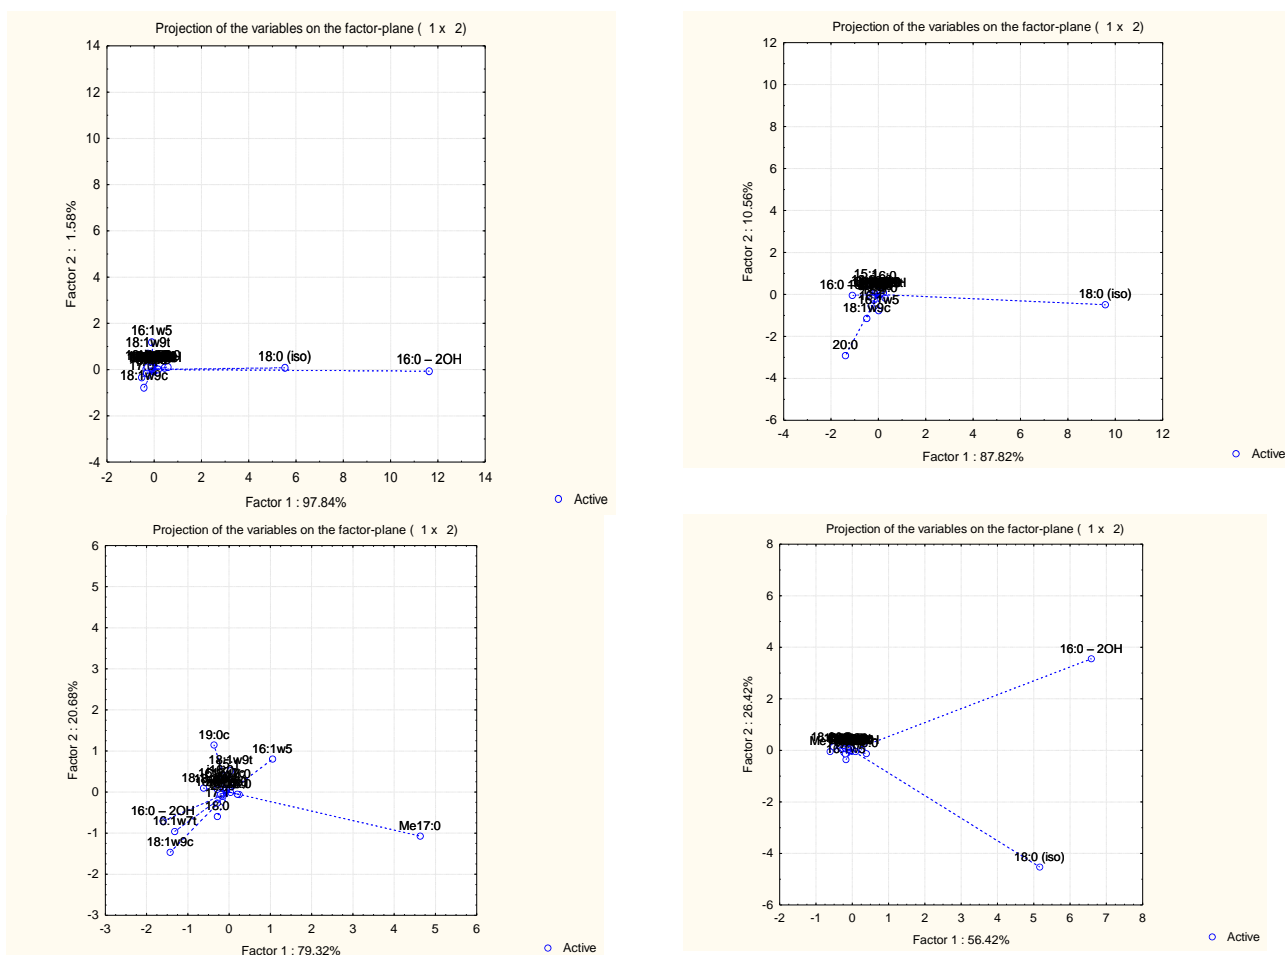 Projection of the variables on the factor-plane ( 1 x 2)
14
12
10
8
6
4
2
0
-2
-4
Factor 2 : 1.58%
16:1w5
18:1w9t
18:1w9c
18:0 (iso)
16:0 – 2OH
-2 0 2 4 6 8 10 12 14
Factor 1 : 97.84%
Active
Projection of the variables on the factor-plane ( 1 x 2)
12
10
8
6
4
2
0
-2
-4
-6
Factor 2 : 10.56%
15:1
16:0
18:1w9c
20:0
18:0 (iso)
-4 -2 0 2 4 6 8 10 12
Factor 1 : 87.82%
Active
Projection of the variables on the factor-plane ( 1 x 2)
6
5
4
3
2
1
0
-1
-2
-3
Factor 2 : 20.68%
19:0c
16:1w5
18:1w9t
18:0
16:0 – 2OH
16:1w7t
18:1w9c
Me17:0
-3 -2 -1 0 1 2 3 4 5 6
Factor 1 : 79.32%
Active
Projection of the variables on the factor-plane ( 1 x 2)
8
6
4
2
0
-2
-4
-6
Factor 2 : 26.42%
16:0 – 2OH
18:0 (iso)
-2 -1 0 1 2 3 4 5 6 7 8
Factor 1 : 56.42%
Active